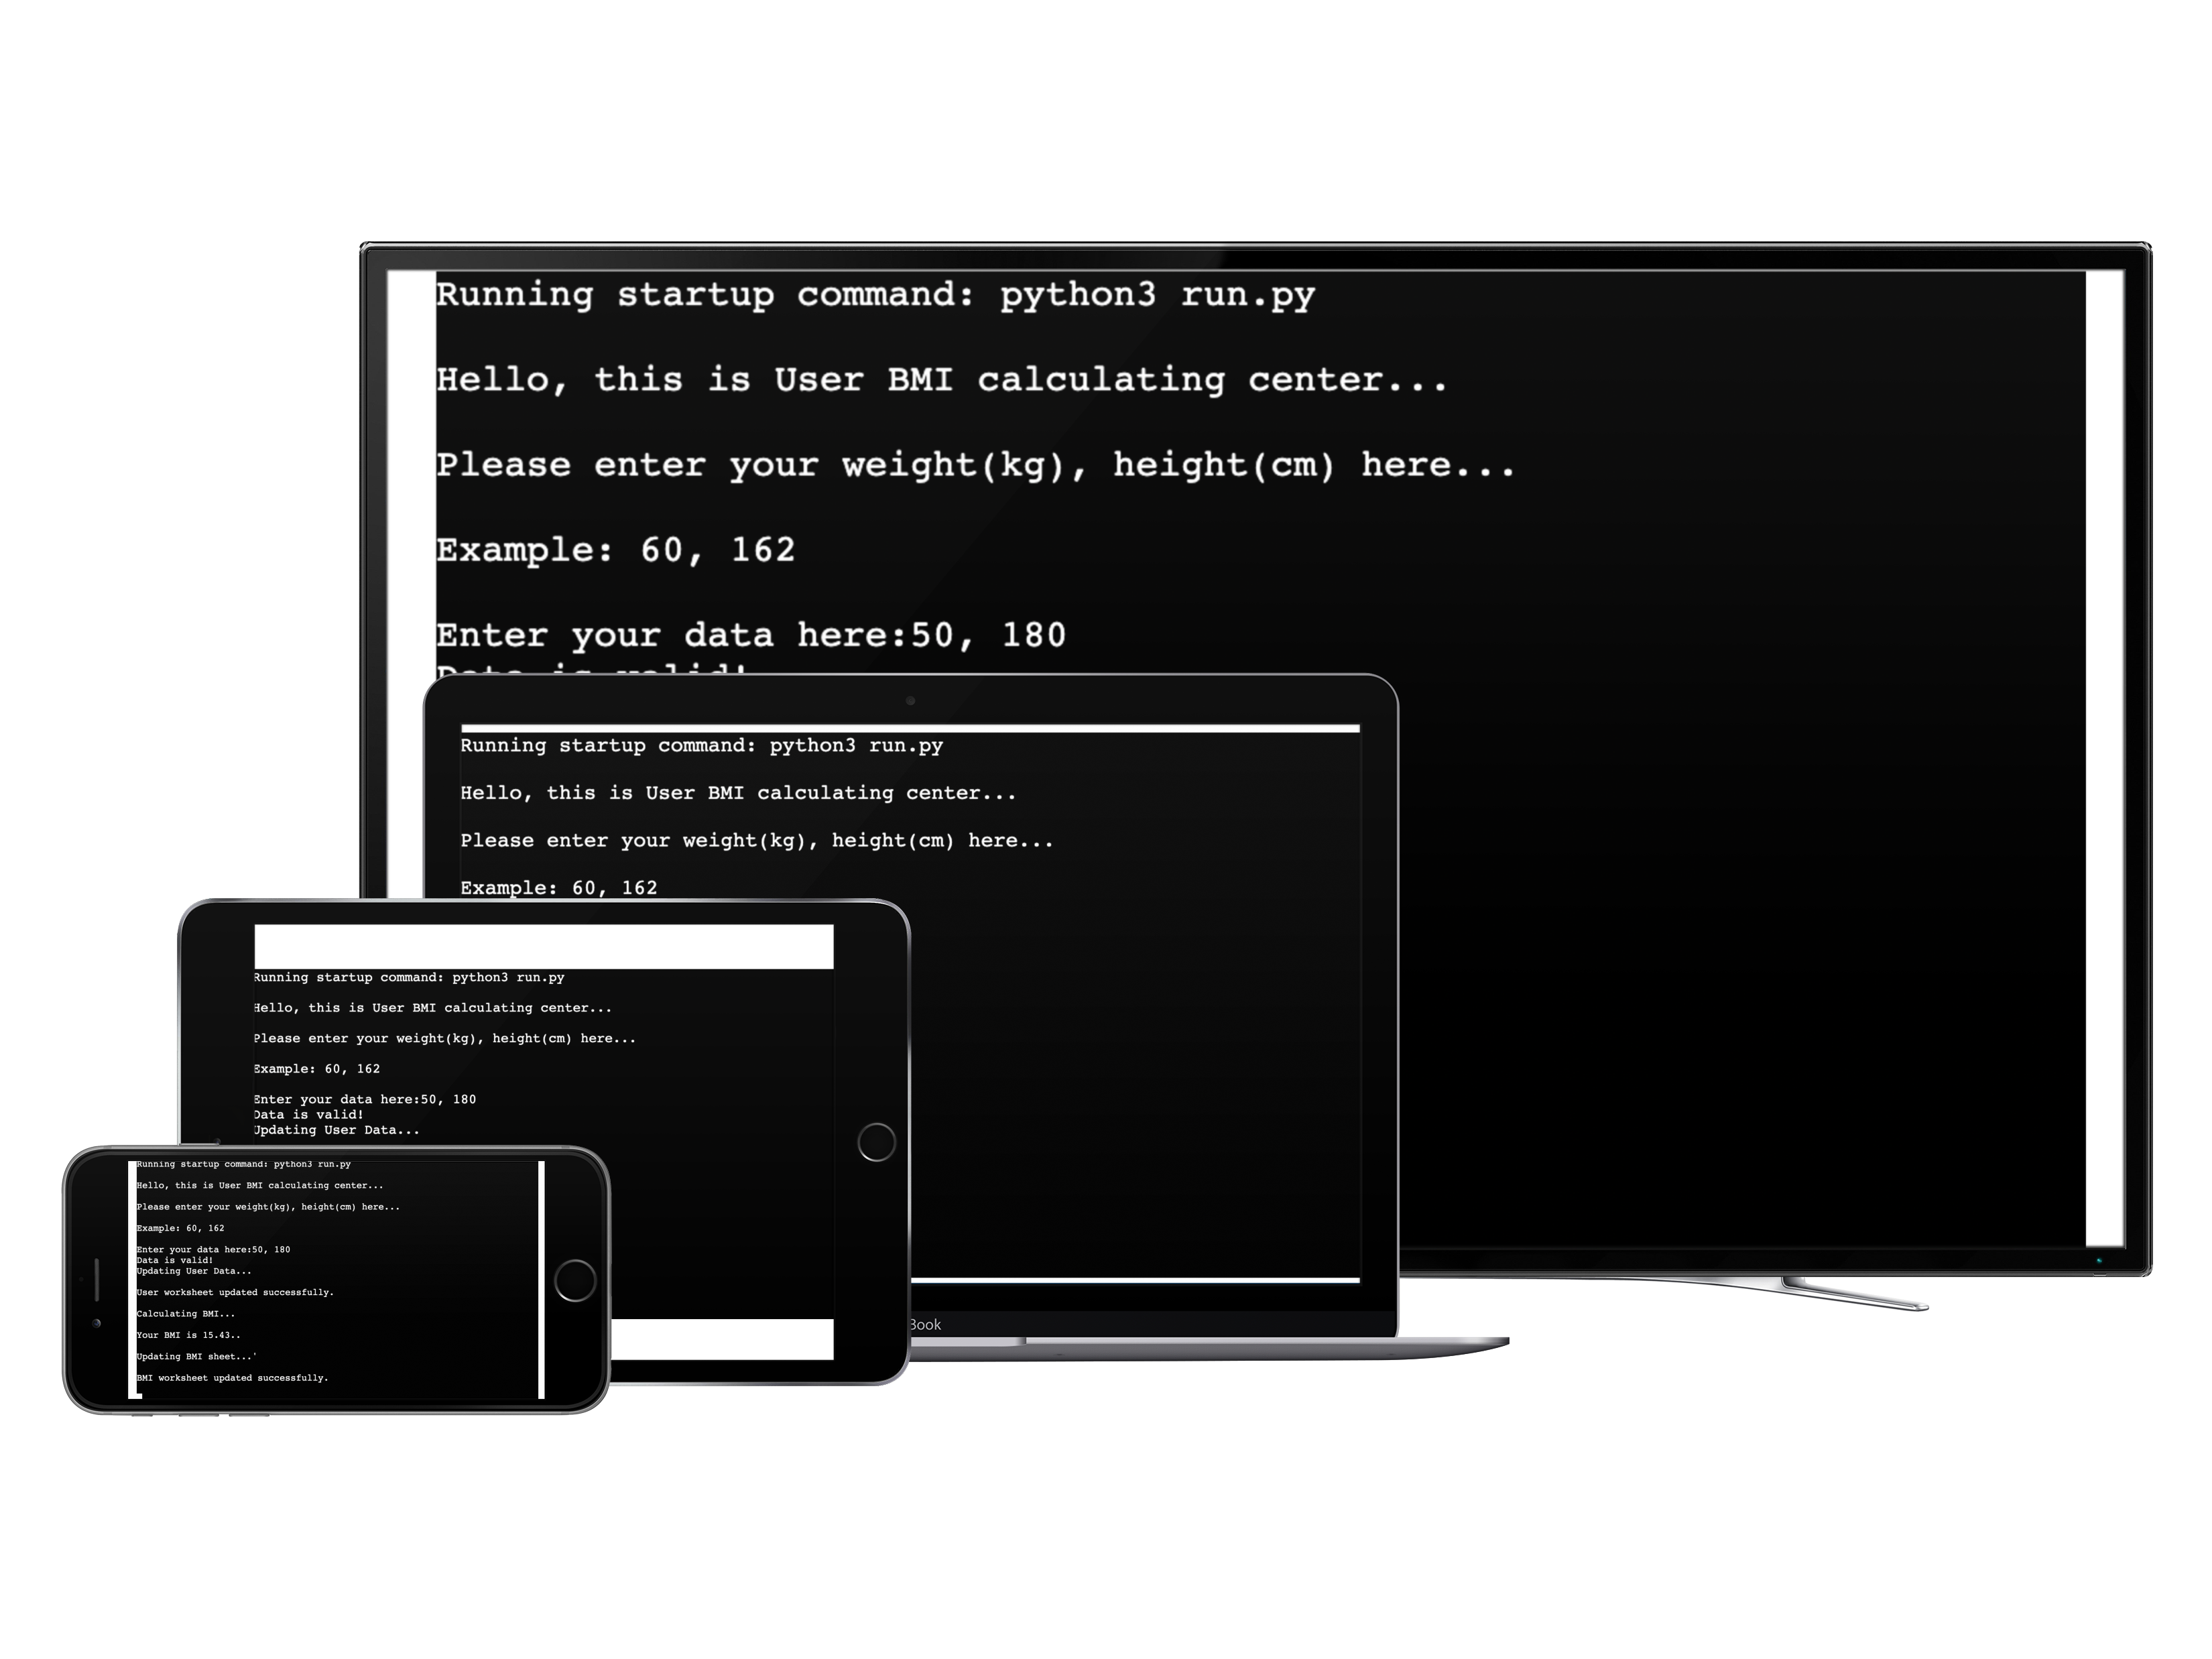 Running startup command: python3 run.py
Hello, this is User BMI calculating center...
Please enter your weight(kg), height(cm) here...
Example: 60, 162
Enter your data here:50, 180
Data is valid!
Running startup command: python3 run.py
Hello, this is User BMI calculating center...
Please enter your weight(kg), height(cm) here...
Example: 60, 162
Book
Running startup command: python3 run.py
Hello, this is User BMI calculating center...
Please enter your weight(kg), height(cm) here...
Example: 60, 162
Enter your data here:50, 180
Data is valid!
Updating User Data...
Running startup command: python3 run.py
Hello, this is User BMI calculating center...
Please enter your weight(kg), height(cm) here...
Example: 60, 162
Enter your data here:50, 180
Data is valid!
Updating User Data...
User worksheet updated successfully.
Calculating BMI...
Your BMI is 15.43..
Updating BMI sheet...'
BMI worksheet updated successfully.